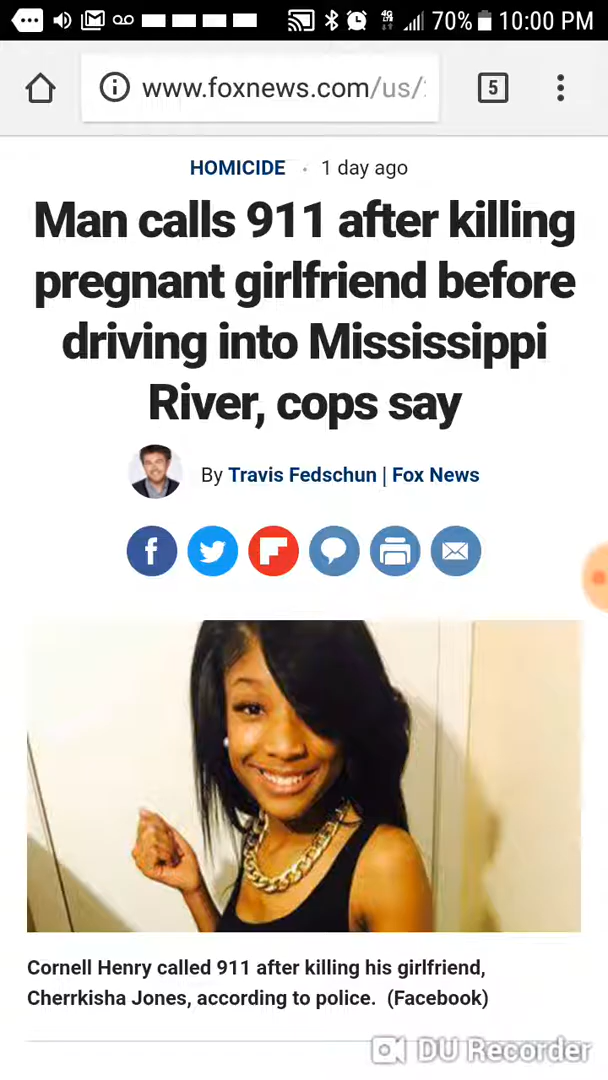 70% 10:00 PM
www.foxnews.com/us/
5
HOMICIDE · 1 day ago
Man calls 911 after killing
pregnant girlfriend before
driving into Mississippi
River, cops say
By Travis Fedschun | Fox News
Cornell Henry called 911 after killing his girlfriend,
Cherrkisha Jones, according to police. (Facebook)
DU Recorder